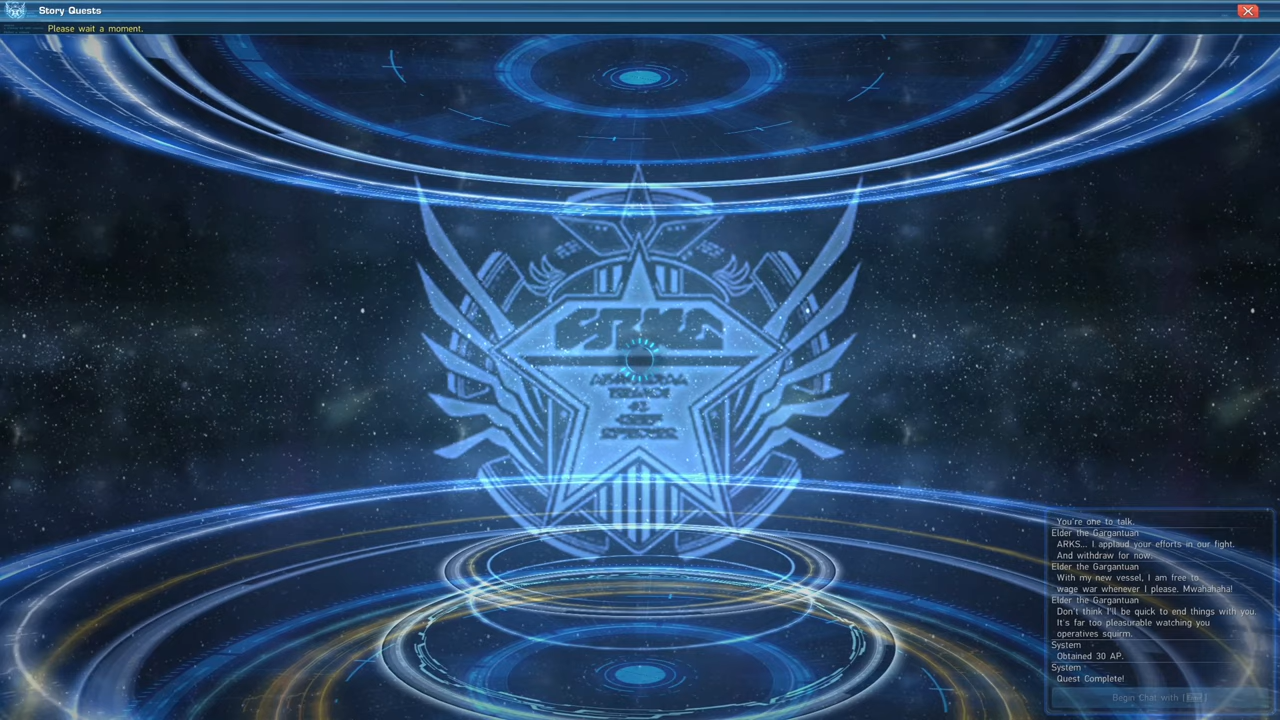 Story Quests
Please wait a moment.
You're one to talk.
Elder the Gargantuan
ARKS... I applaud your efforts in our fight.
And withdraw for now.
Elder the Gargantuan
With my new vessel, I am free to
wage war whenever I please. Mwahahaha!
Elder the Gargantuan
Don't think I'll be quick to end things with you.
It's far too pleasurable watching you
operatives squirm.
System
Obtained 30 AP.
System
Quest Complete!
Begin Chat with [ ]